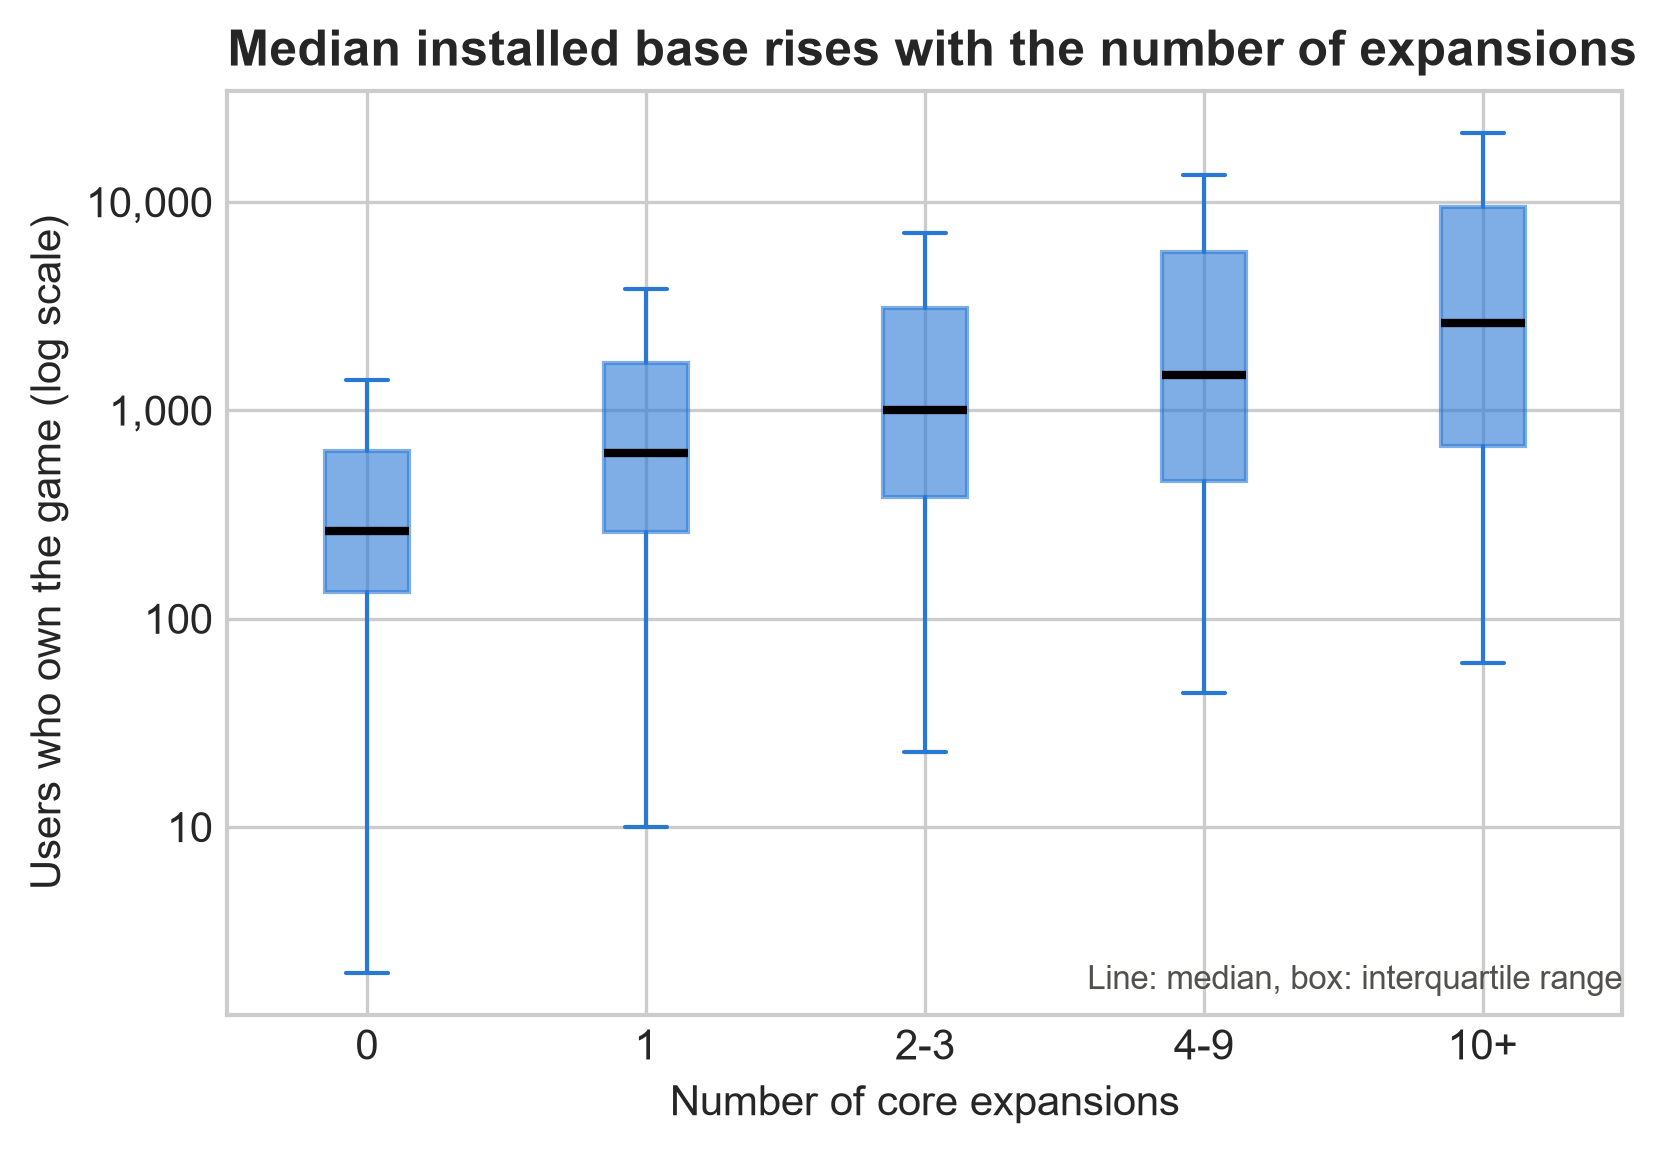 Median installed base rises with the number of expansions
Users who own the game (log scale)
10,000
1,000
100
10
Line: median, box: interquartile range
0
1
2-3
4-9
10+
Number of core expansions